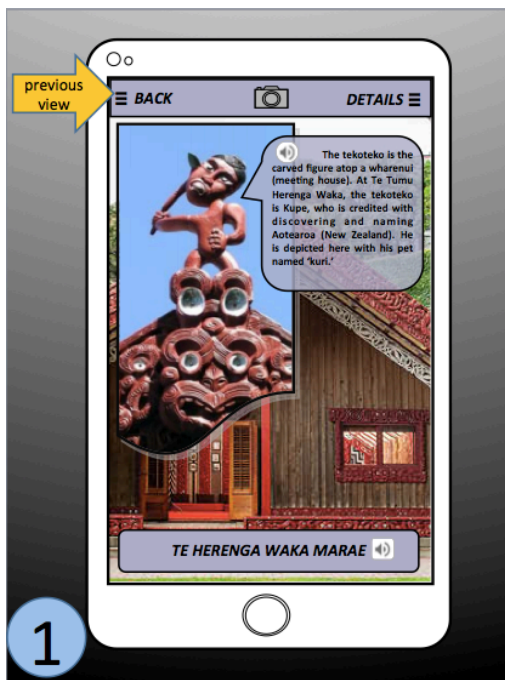 previous
view
BACK
DETAILS
The tekoteko is the
carved figure atop a wharenui
(meeting house). At Te Tumu
Herenga Waka, the tekoteko
is Kupe, who is credited with
discovering and naming
Aotearoa (New Zealand). He
is depicted here with his pet
named 'kuri.'
TE HERENGA WAKA MARAE
1